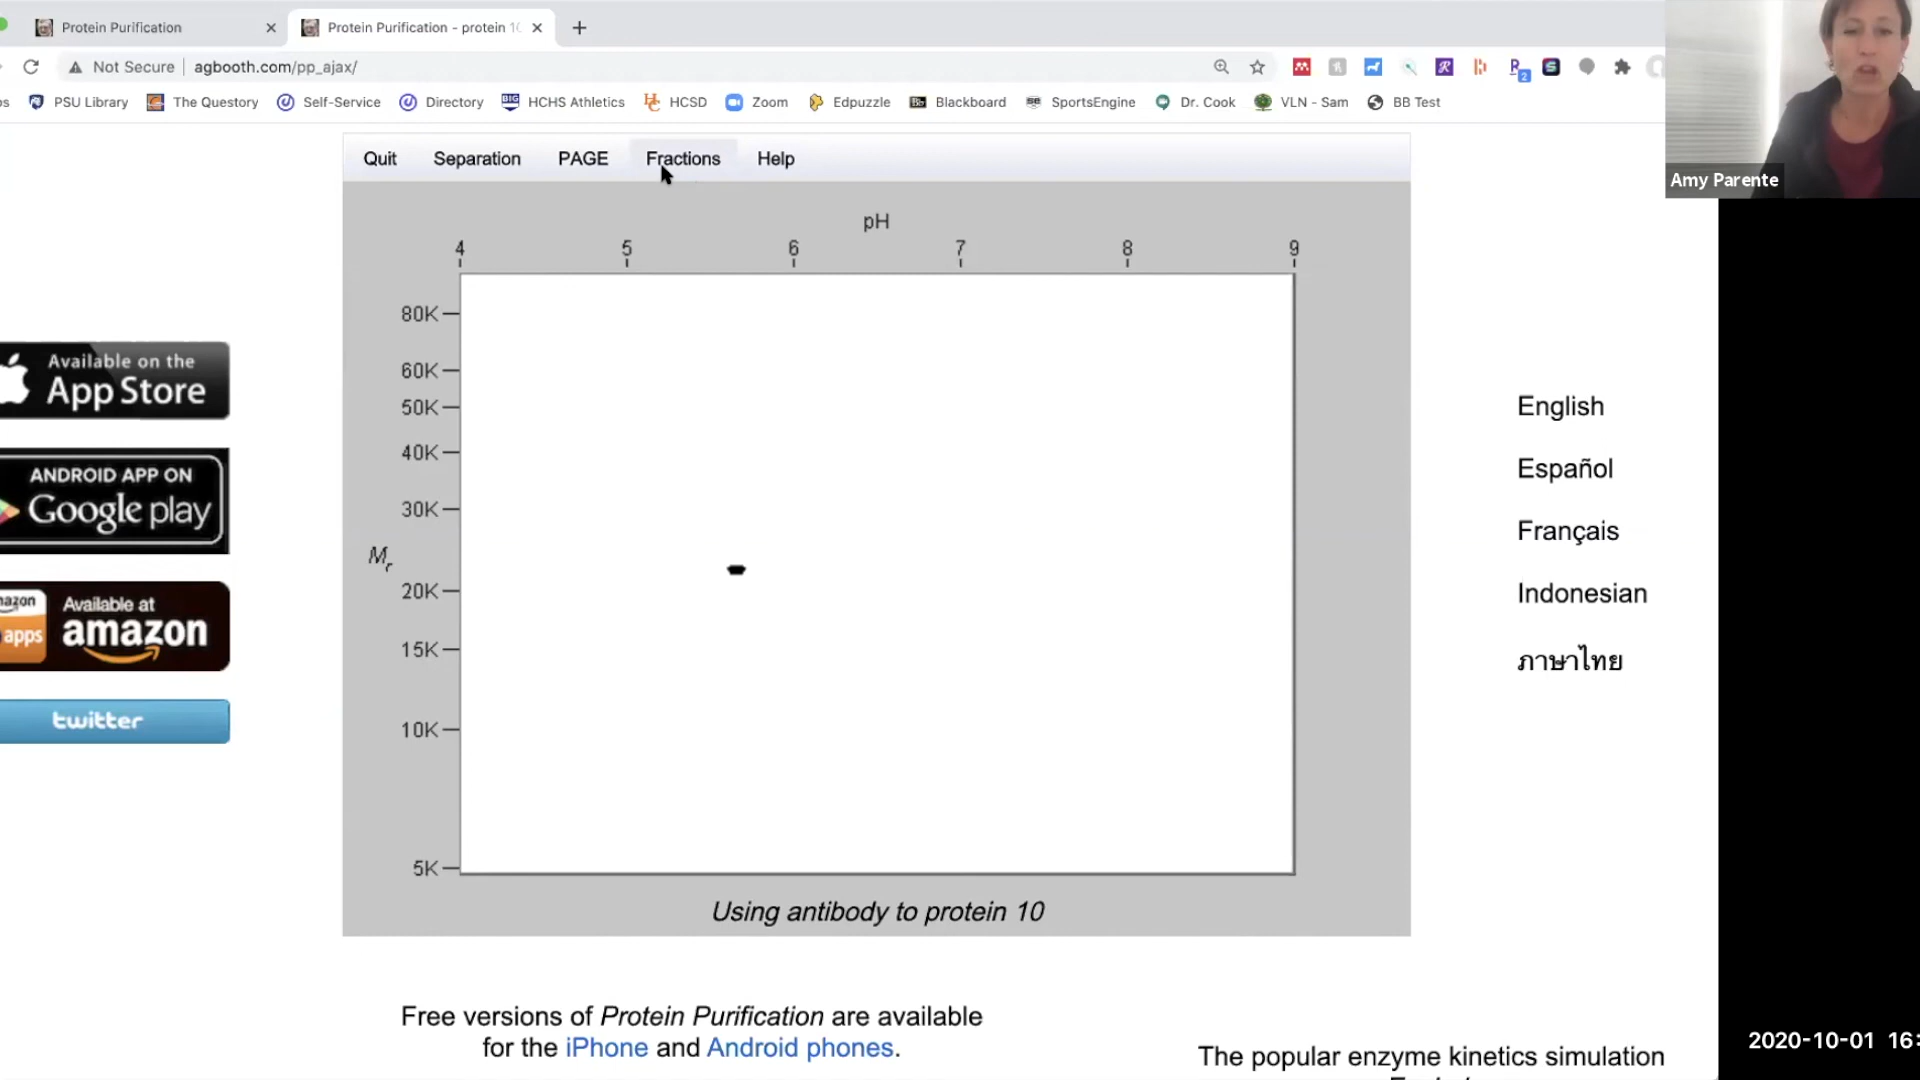 Protein Purification
Protein Purification - protein 10
Not Secure
agbooth.com/pp_ajax/
PSU Library
The Questory
Self-Service
Directory
HCHS Athletics
HCSD
Zoom
Edpuzzle
Blackboard
SportsEngine
Dr. Cook
VLN - Sam
BB Test
Amy Parente
Quit
Separation
PAGE
Fractions
Help
pH
4 5 6 7 8 9
80K
60K
50K
40K
30K
Mr
20K
15K
10K
5K
Using antibody to protein 10
Available on the
App Store
ANDROID APP ON
Google play
apps
Available at
amazon
twitter
English
Español
Français
Indonesian
ภาษาไทย
Free versions of Protein Purification are available
for the iPhone and Android phones.
The popular enzyme kinetics simulation
2020-10-01 16: